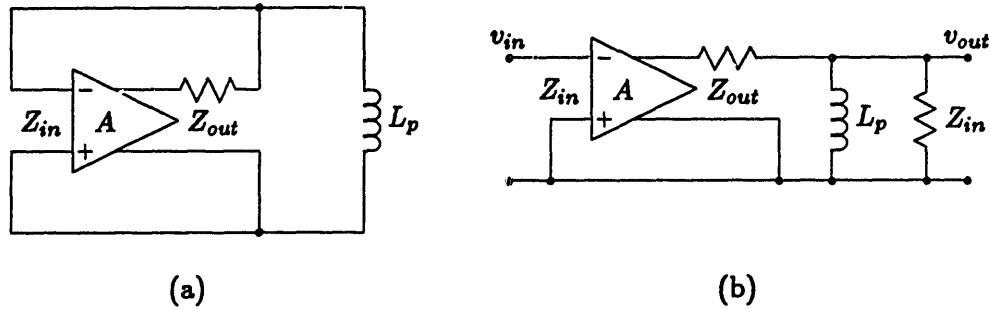 Z_in
−
A
+
Z_out
L_p
(a)
v_in
v_out
Z_in
−
A
+
Z_out
L_p
Z_in
(b)